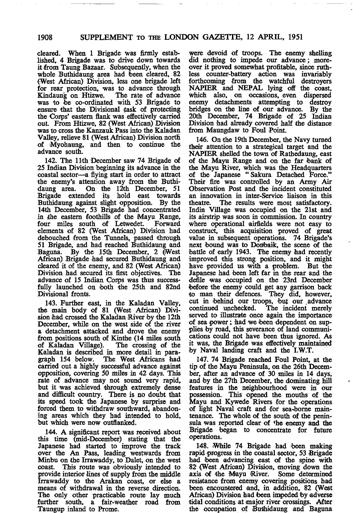 1908 SUPPLEMENT TO THE LONDON GAZETTE, 12 APRIL, 1951
cleared. When 1 Brigade was firmly estab-
lished, 4 Brigade was to drive down towards
it from Taung Bazaar. Subsequently, when the
whole Buthidaung area had been cleared, 82
(West African) Division, less one brigade left
for rear protection, was to advance through
Kindaung on Htizwe. The rate of advance
was to be co-ordinated with 53 Brigade to
ensure that the Divisional task of protecting
the Corps' eastern flank was effectively carried
out. From Htizwe, 82 (West African) Division
was to cross the Kanzauk Pass into the Kaladan
Valley, relieve 81 (West African) Division north
of Myohaung, and then to continue the
advance south.
142. The 11th December saw 74 Brigade of
25 Indian Division beginning its advance in the
coastal sector—a flying start in order to attract
the enemy's attention away from the Buthi-
daung area. On the 12th December, 51
Brigade extended its hold east towards
Buthidaung against slight opposition. By the
14th December, 53 Brigade had concentrated
in the eastern foothills of the Mayu Range,
four miles south of Letwedet. Forward
elements of 82 (West African) Division had
debouched from the Tunnels, passed through
51 Brigade, and had reached Buthidaung and
Baguna. By the 15th December, 2 (West
African) Brigade had secured Buthidaung and
cleared it of the enemy, and 82 (West African)
Division had secured its first objectives. The
advance of 15 Indian Corps was thus success-
fully launched on both the 25th and 82nd
Divisional fronts.
143. Further east, in the Kaladan Valley,
the main body of 81 (West African) Divi-
sion had crossed the Kaladan River by the 12th
December, while on the west side of the river
a detachment attacked and drove the enemy
from positions south of Kinthe (14 miles south
of Kaladan Village). The crossing of the
Kaladan is described in more detail in para-
graph 154 below. The West Africans had
carried out a highly successful advance against
opposition, covering 50 miles in 42 days. This
rate of advance may not sound very rapid,
but it was achieved through extremely dense
and difficult country. There is no doubt that
its speed took the Japanese by surprise and
forced them to withdraw southward, abandon-
ing areas which they had intended to hold,
but which were now outflanked.
144. A significant report was received about
this time (mid-December) stating that the
Japanese had started to improve the track
over the An Pass, leading westwards from
Minbu on the Irrawaddy, to Dalet, on the west
coast. This route was obviously intended to
provide interior lines of supply from the middle
Irrawaddy to the Arakan coast, or else a
means of withdrawal in the reverse direction.
The only other practicable route lay much
further south, a fair-weather road from
Taungup inland to Prome.
were devoid of troops. The enemy shelling
did nothing to impede our advance; more-
over it proved somewhat profitable, since ruth-
less counter-battery action was invariably
forthcoming from the watchful destroyers
NAPIER and NEPAL lying off the coast,
which also, on occasions, even dispersed
enemy detachments attempting to destroy
bridges on the line of our advance. By the
20th December, 74 Brigade of 25 Indian
Division had already covered half the distance
from Maungdaw to Foul Point.
146. On the 19th December, the Navy turned
their attention to a strategical target and the
NAPIER shelled the town of Rathedaung, east
of the Mayu Range and on the far bank of
the Mayu River, which was the Headquarters
of the Japanese "Sakura Detached Force."
Their fire was controlled by an Army Air
Observation Post and the incident constituted
an innovation in inter-Service liaison in this
theatre. The results were most satisfactory.
Indin Village was occupied on the 21st and
its airstrip was soon in commission. In country
where operational airfields were not easy to
construct, this acquisition proved of great
value in subsequent operations. 74 Brigade's
next bound was to Donbaik, the scene of the
battle of early 1943. The enemy had recently
improved this strong position, and it might
have provided us with a problem. But the
Japanese had been left far in the rear and the
defile was occupied on the 23rd December
before the enemy could get any garrison back
to man their defences. They did, however,
cut in behind our troops, but our advance
continued unchecked. The incident merely
served to illustrate once again the importance
of sea power; had we been dependent on sup-
plies by road, this severance of land communi-
cations could not have been thus ignored. As
it was, the Brigade was effectively maintained
by Naval landing craft and the I.W.T.
147. 74 Brigade reached Foul Point, at the
tip of the Mayu Peninsula, on the 26th Decem-
ber, after an advance of 30 miles in 14 days,
and by the 27th December, the dominating hill
features in the neighbourhood were in our
possession. This opened the mouths of the
Mayu and Kywede Rivers for the operations
of light Naval craft and for sea-borne main-
tenance. The whole of the south of the penin-
sula was reported clear of the enemy and the
Brigade began to concentrate for future
operations.
148. While 74 Brigade had been making
rapid progress in the coastal sector, 53 Brigade
had been advancing east of the spine with
82 (West African) Division, moving down the
axis of the Mayu River. Some determined
resistance from enemy covering positions had
been encountered and, in addition, 82 (West
African) Division had been impeded by adverse
tidal conditions at major river crossings. After
the occupation of Buthidaung and Baguna